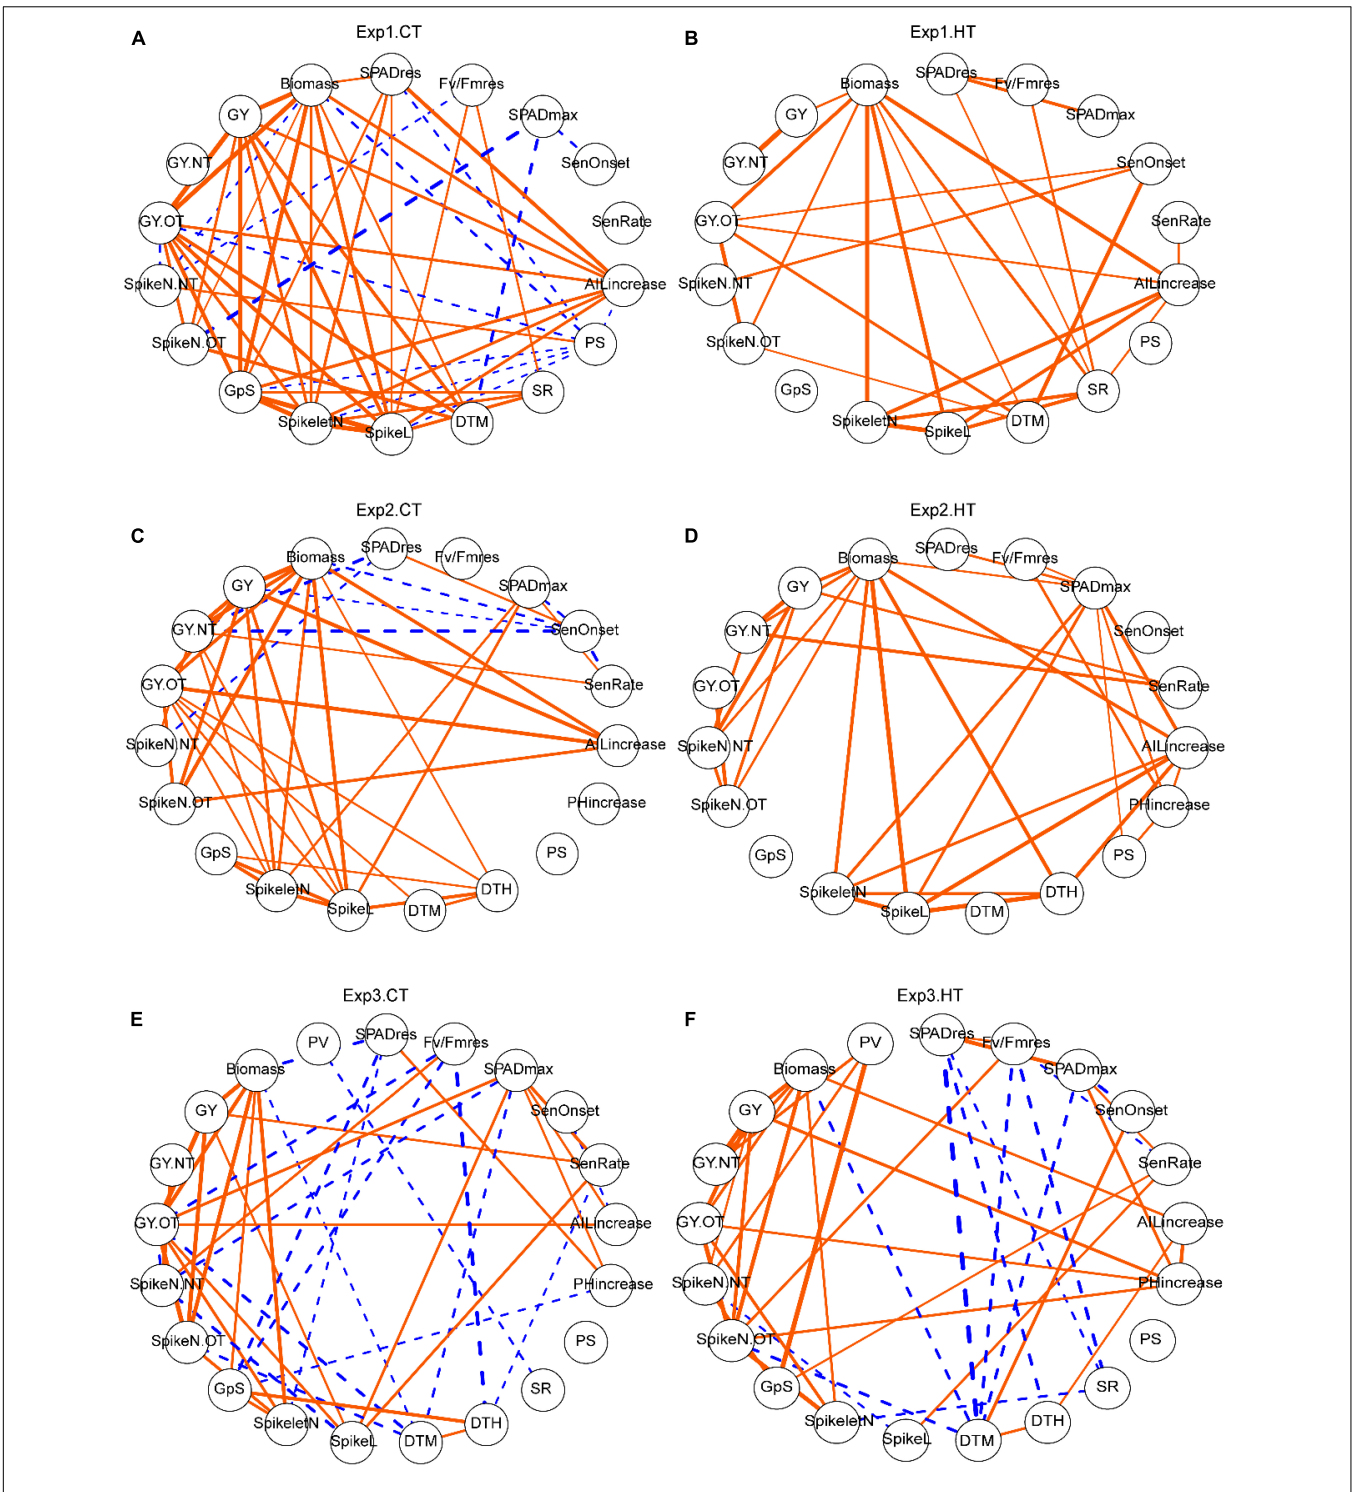 A
Exp1.CT
Biomass
SPADres
Fv/Fmres
SPADmax
SenOnset
SenRate
AILincrease
PS
SR
DTM
SpikeL
SpikeletN
GpS
SpikeN.OT
SpikeN.NT
GY.OT
GY.NT
GY
B
Exp1.HT
Biomass
SPADres
Fv/Fmres
SPADmax
SenOnset
SenRate
AILincrease
PS
SR
DTM
SpikeL
SpikeletN
GpS
SpikeN.OT
SpikeN.NT
GY.OT
GY.NT
GY
C
Exp2.CT
Biomass
SPADres
Fv/Fmres
SPADmax
SenOnset
SenRate
AILincrease
PHincrease
PS
DTH
DTM
SpikeL
SpikeletN
GpS
SpikeN.OT
SpikeN.NT
GY.OT
GY.NT
GY
D
Exp2.HT
Biomass
SPADres
Fv/Fmres
SPADmax
SenOnset
SenRate
AILincrease
PHincrease
PS
DTH
DTM
SpikeL
SpikeletN
GpS
SpikeN.OT
SpikeN.NT
GY.OT
GY.NT
GY
E
Exp3.CT
Biomass
PV
SPADres
Fv/Fmres
SPADmax
SenOnset
SenRate
AILincrease
PHincrease
PS
SR
DTH
DTM
SpikeL
SpikeletN
GpS
SpikeN.OT
SpikeN.NT
GY.OT
GY.NT
GY
F
Exp3.HT
Biomass
PV
SPADres
Fv/Fmres
SPADmax
SenOnset
SenRate
AILincrease
PHincrease
PS
SR
DTH
DTM
SpikeL
SpikeletN
GpS
SpikeN.OT
SpikeN.NT
GY.OT
GY.NT
GY